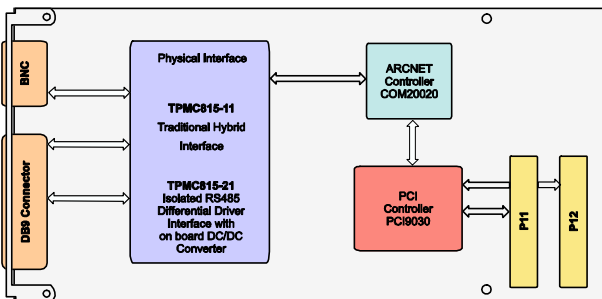 BNC
DB9 Connector
Physical Interface
TPMC815-11
Traditional Hybrid
Interface
TPMC815-21
Isolated RS485
Differential Driver
Interface with
on board DC/DC
Converter
ARCNET
Controller
COM20020
PCI
Controller
PCI9030
P11
P12